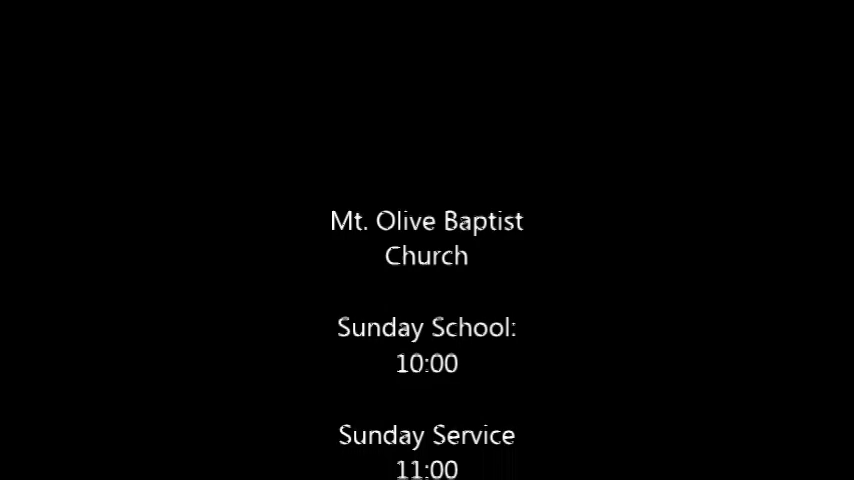 Mt. Olive Baptist
Church
Sunday School:
10:00
Sunday Service
11:00